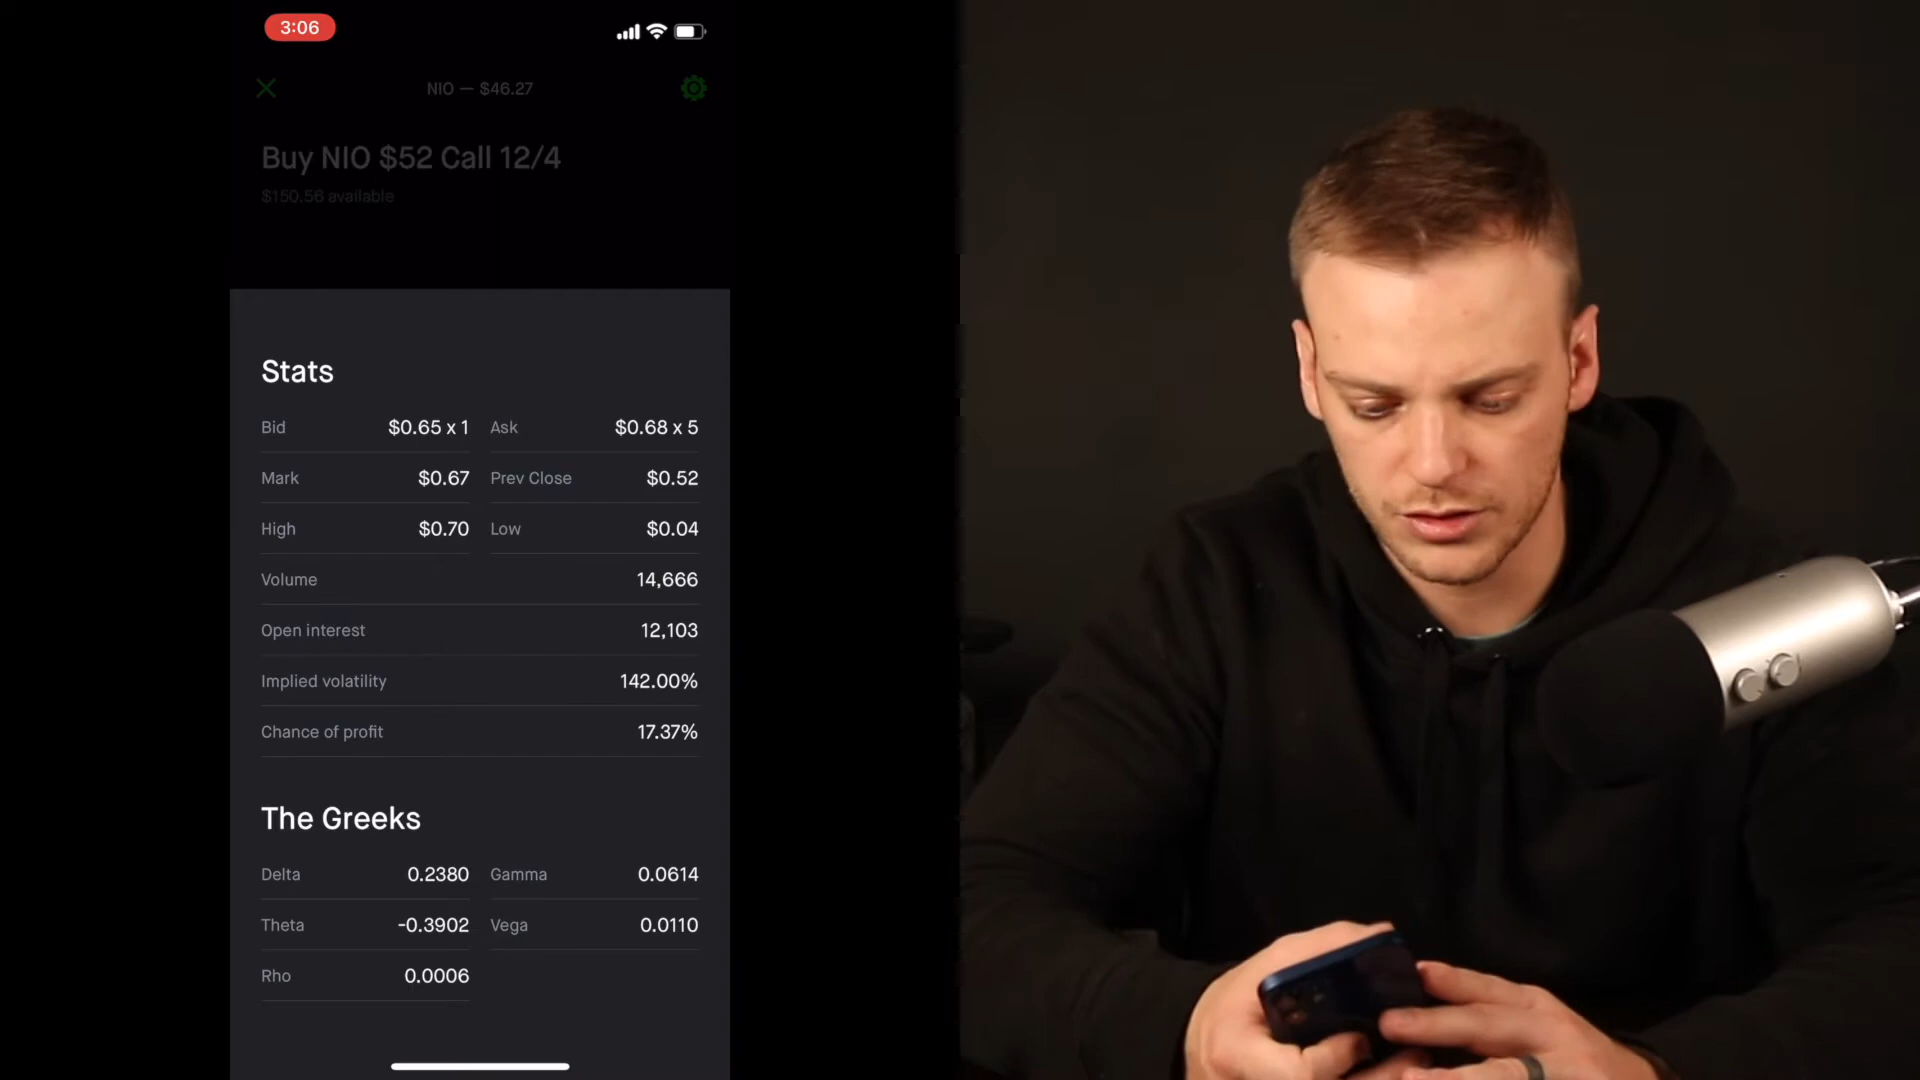 3:06
NIO — $46.27
Buy NIO $52 Call 12/4
$150.56 available
Stats
Bid $0.65 x 1 Ask $0.68 x 5
Mark $0.67 Prev Close $0.52
High $0.70 Low $0.04
Volume 14,666
Open interest 12,103
Implied volatility 142.00%
Chance of profit 17.37%
The Greeks
Delta 0.2380 Gamma 0.0614
Theta -0.3902 Vega 0.0110
Rho 0.0006